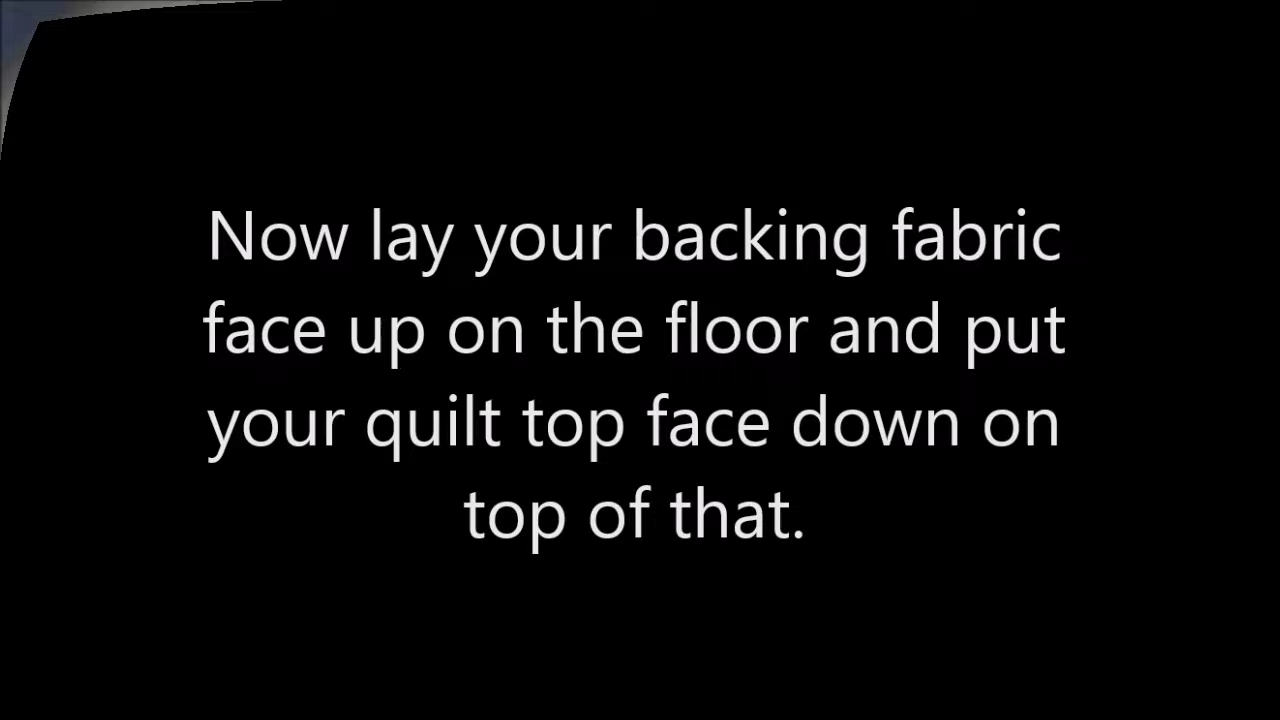 Now lay your backing fabric
face up on the floor and put
your quilt top face down on
top of that.